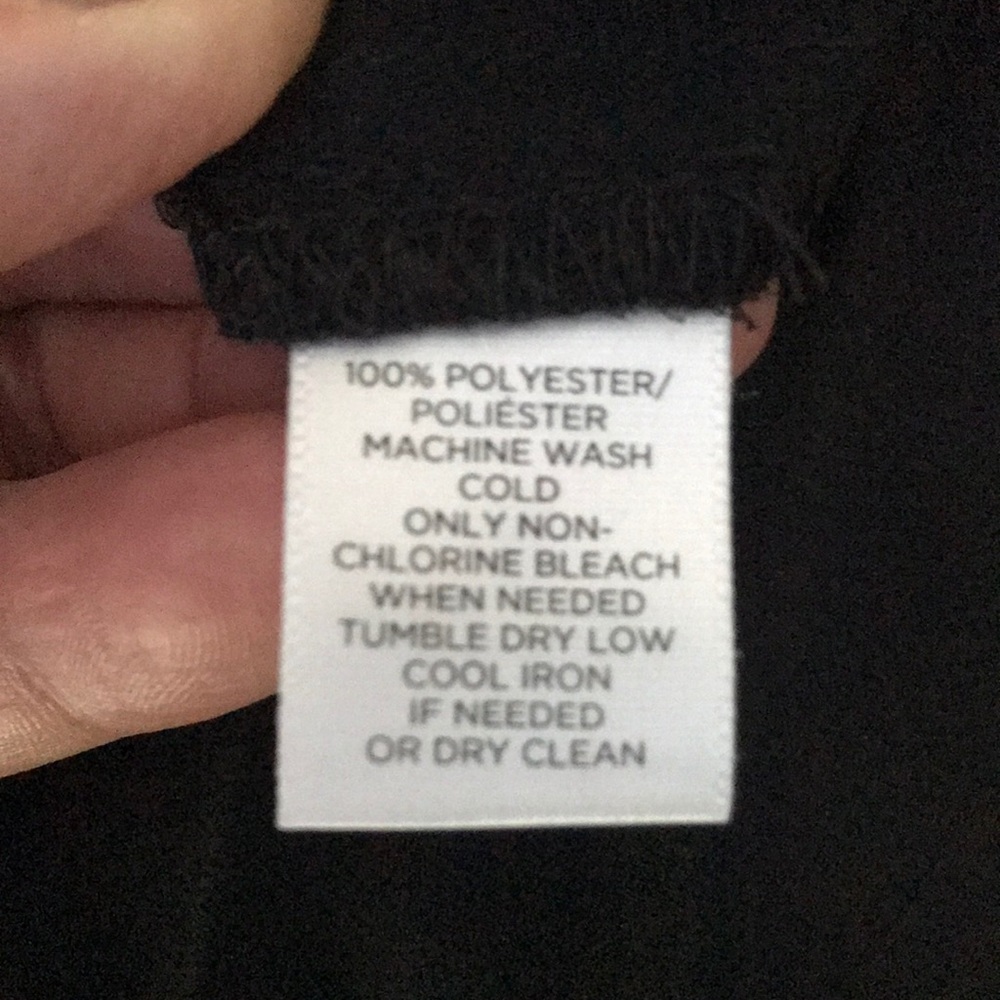 100% POLYESTER/
POLIÉSTER
MACHINE WASH
COLD
ONLY NON-
CHLORINE BLEACH
WHEN NEEDED
TUMBLE DRY LOW
COOL IRON
IF NEEDED
OR DRY CLEAN